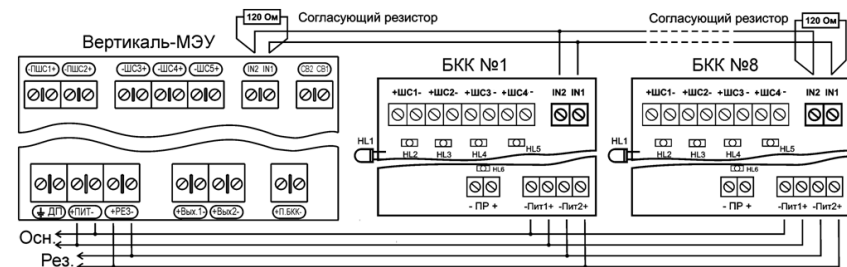 120 Ом Согласующий резистор Согласующий резистор 120 Ом
Вертикаль-МЭУ БКК №1 БКК №8
-ПШС1+ -ПШС2+ -ШС3+ -ШС4+ -ШС5+ IN2 IN1 СВ2 СВ1
+ШС1- +ШС2- +ШС3 - +ШС4 - IN2 IN1 +ШС1- +ШС2- +ШС3 - +ШС4 - IN2 IN1
HL1 HL2 HL3 HL4 HL5 HL1 HL2 HL3 HL4 HL5
HL6 HL6
ДП +ПИТ- +РЕЗ- +Вых.1- +Вых2- +П.БКК- - ПР + -Пит1+ -Пит2+ - ПР + -Пит1+ -Пит2+
Осн.
Рез.